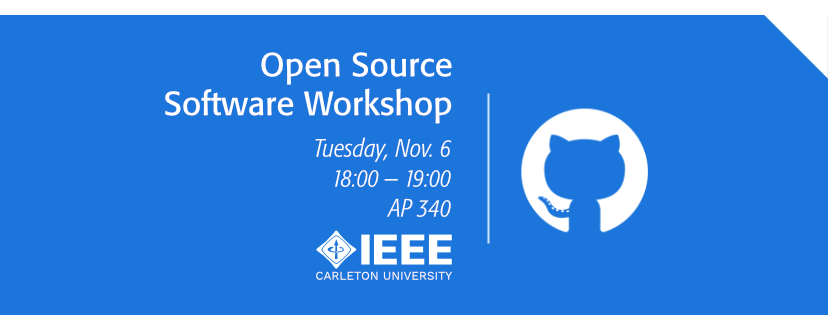 Open Source
Software Workshop
Tuesday, Nov. 6
18:00 – 19:00
AP 340
IEEE
CARLETON UNIVERSITY